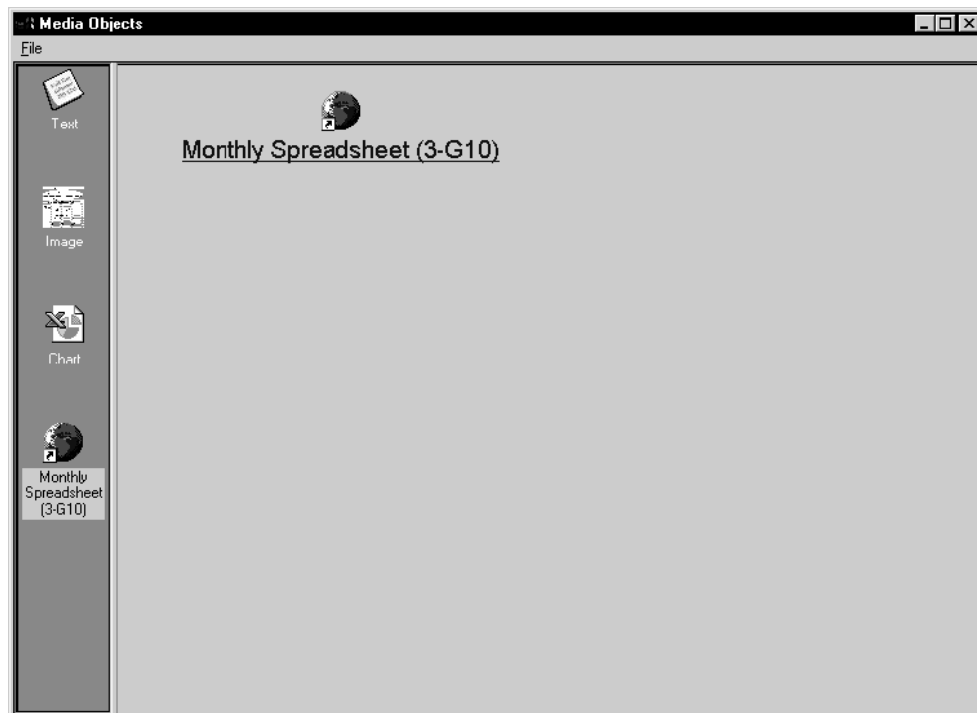 Media Objects
File
Text
Image
Chart
Monthly
Spreadsheet
(3-G10)
Monthly Spreadsheet (3-G10)